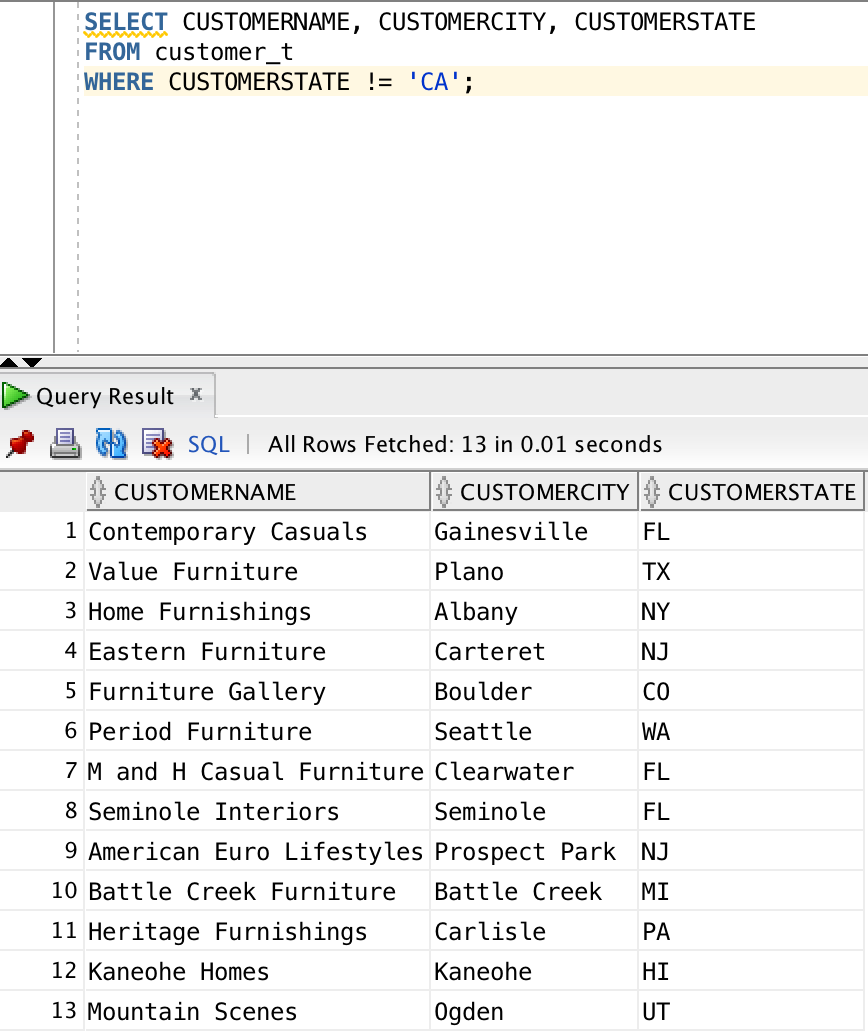 SELECT CUSTOMERNAME, CUSTOMERCITY, CUSTOMERSTATE
FROM customer_t
WHERE CUSTOMERSTATE != 'CA';
Query Result x
SQL | All Rows Fetched: 13 in 0.01 seconds
CUSTOMERNAME CUSTOMERCITY CUSTOMERSTATE
1 Contemporary Casuals Gainesville FL
2 Value Furniture Plano TX
3 Home Furnishings Albany NY
4 Eastern Furniture Carteret NJ
5 Furniture Gallery Boulder CO
6 Period Furniture Seattle WA
7 M and H Casual Furniture Clearwater FL
8 Seminole Interiors Seminole FL
9 American Euro Lifestyles Prospect Park NJ
10 Battle Creek Furniture Battle Creek MI
11 Heritage Furnishings Carlisle PA
12 Kaneohe Homes Kaneohe HI
13 Mountain Scenes Ogden UT